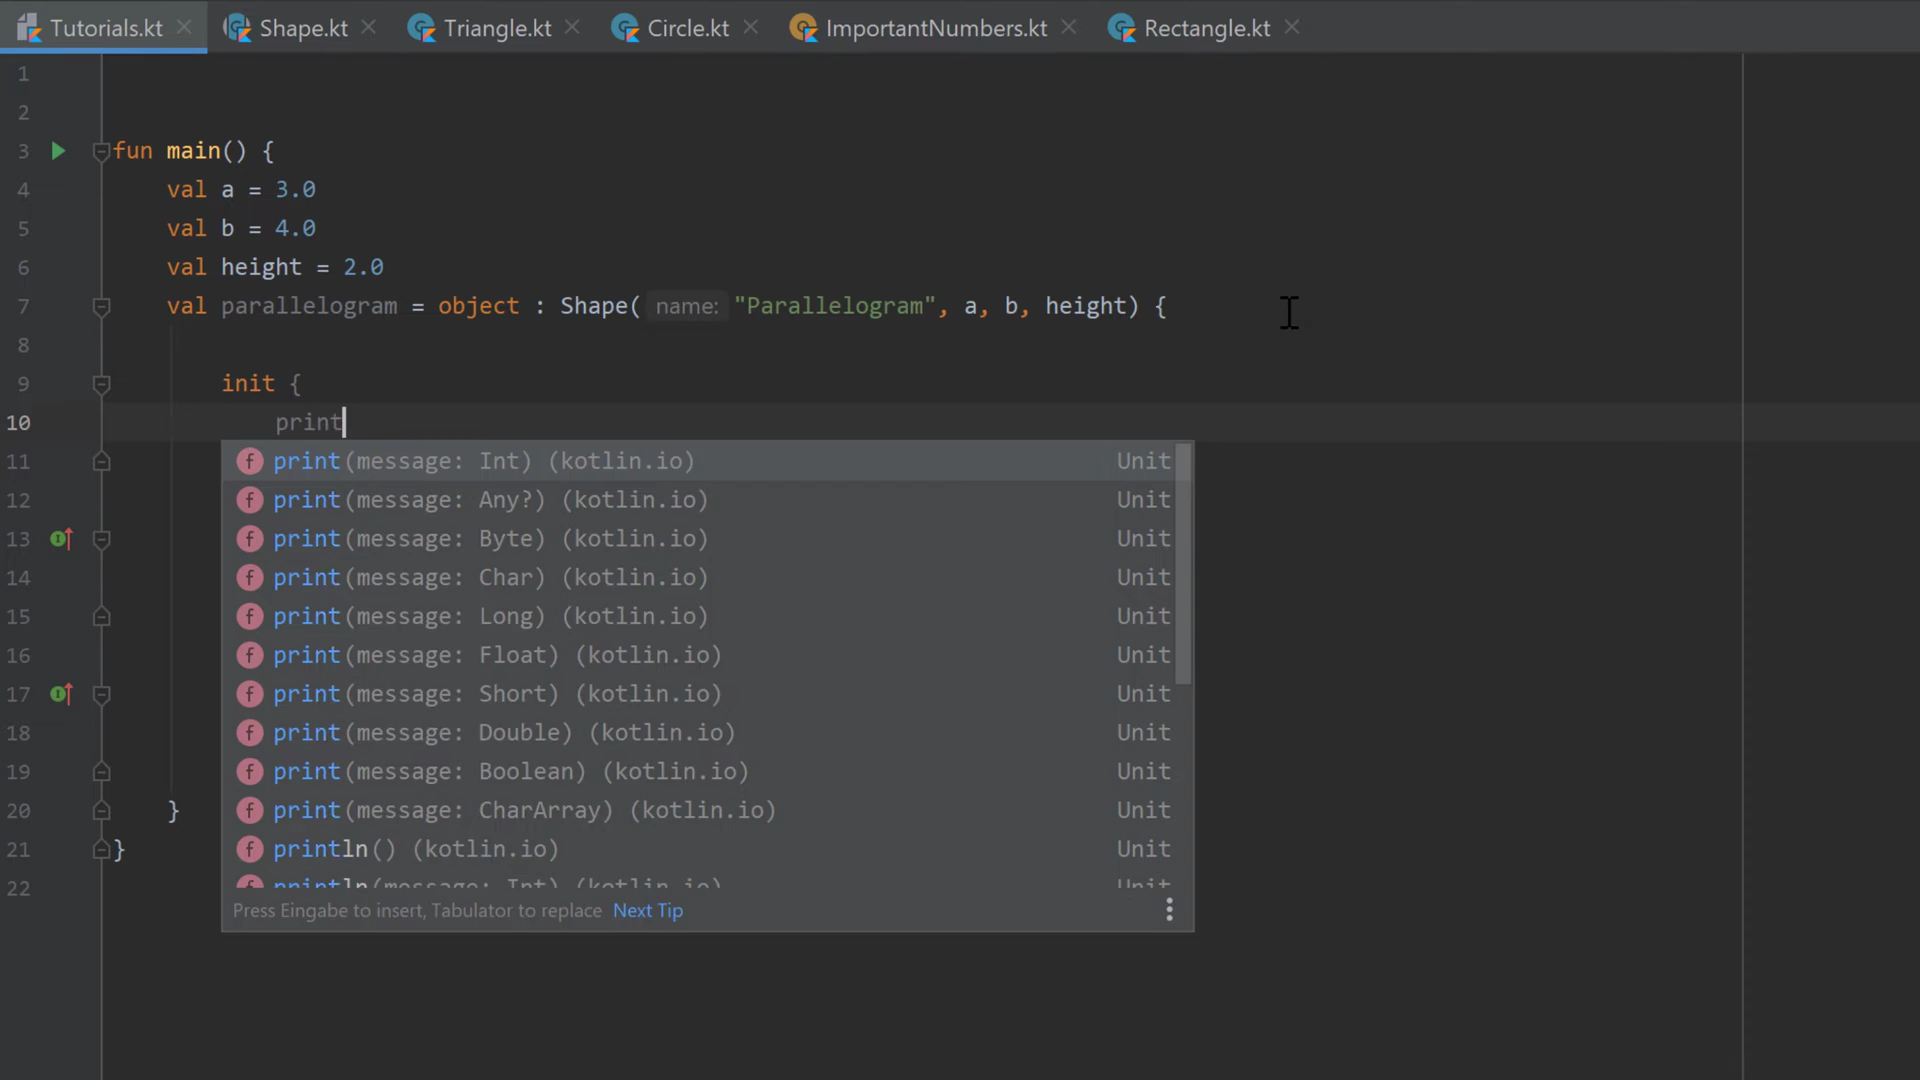 Tutorials.kt Shape.kt Triangle.kt Circle.kt ImportantNumbers.kt Rectangle.kt
1
2
3 fun main() {
4 val a = 3.0
5 val b = 4.0
6 val height = 2.0
7 val parallelogram = object : Shape( name: "Parallelogram", a, b, height) {
8
9 init {
10 print
11 print(message: Int) (kotlin.io) Unit
12 print(message: Any?) (kotlin.io) Unit
13 print(message: Byte) (kotlin.io) Unit
14 print(message: Char) (kotlin.io) Unit
15 print(message: Long) (kotlin.io) Unit
16 print(message: Float) (kotlin.io) Unit
17 print(message: Short) (kotlin.io) Unit
18 print(message: Double) (kotlin.io) Unit
19 print(message: Boolean) (kotlin.io) Unit
20 } print(message: CharArray) (kotlin.io) Unit
21 } println() (kotlin.io) Unit
22 println(message: Int) (kotlin.io) Unit
Press Eingabe to insert, Tabulator to replace Next Tip